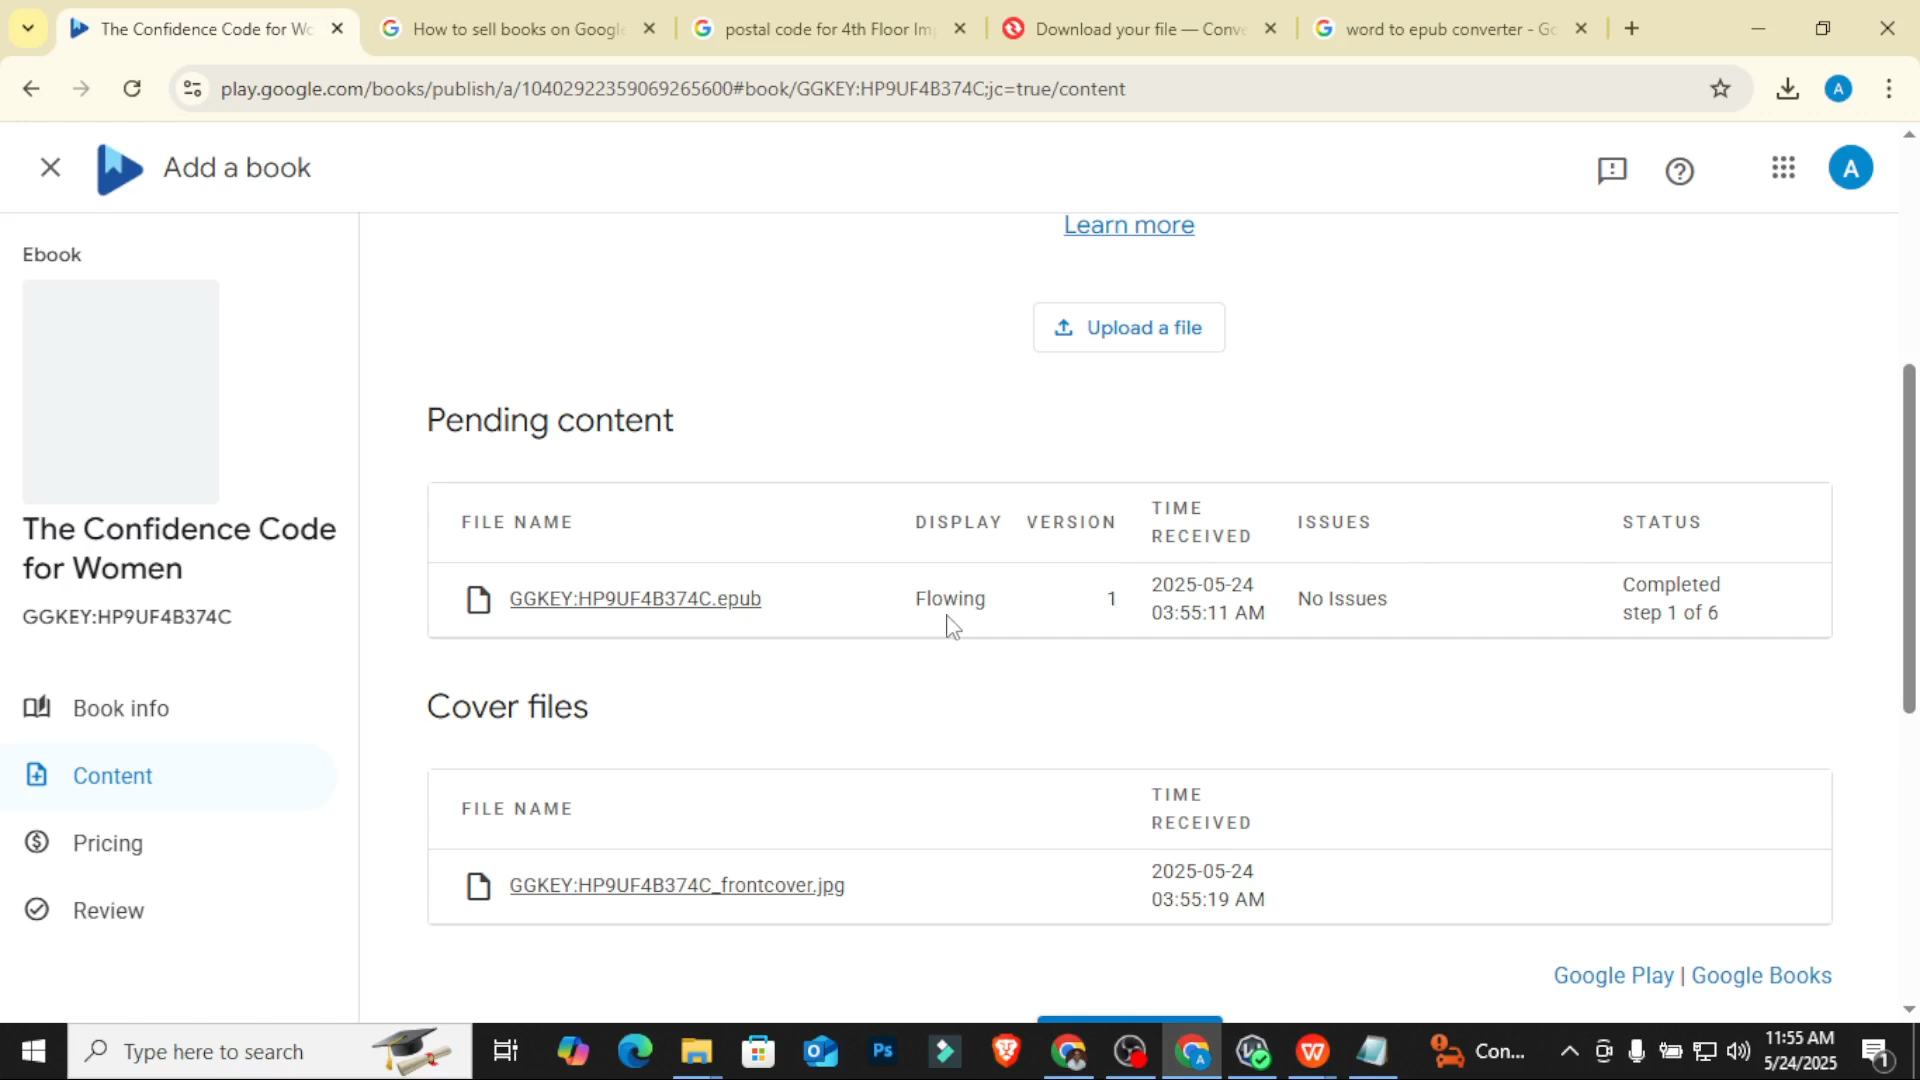 The Confidence Code for Wo
How to sell books on Google
postal code for 4th Floor Im
Download your file — Conve
word to epub converter - Go
play.google.com/books/publish/a/10402922359069265600#book/GGKEY:HP9UF4B374C;jc=true/content
A
Add a book
A
Learn more
Ebook
Upload a file
Pending content
FILE NAME
DISPLAY
VERSION
TIME
RECEIVED
ISSUES
STATUS
GGKEY:HP9UF4B374C.epub
Flowing
1
2025-05-24
03:55:11 AM
No Issues
Completed
step 1 of 6
The Confidence Code
for Women
GGKEY:HP9UF4B374C
Book info
Content
Pricing
Review
Cover files
FILE NAME
TIME
RECEIVED
GGKEY:HP9UF4B374C_frontcover.jpg
2025-05-24
03:55:19 AM
Google Play | Google Books
Type here to search
Ps
A
Con...
11:55 AM
5/24/2025
1